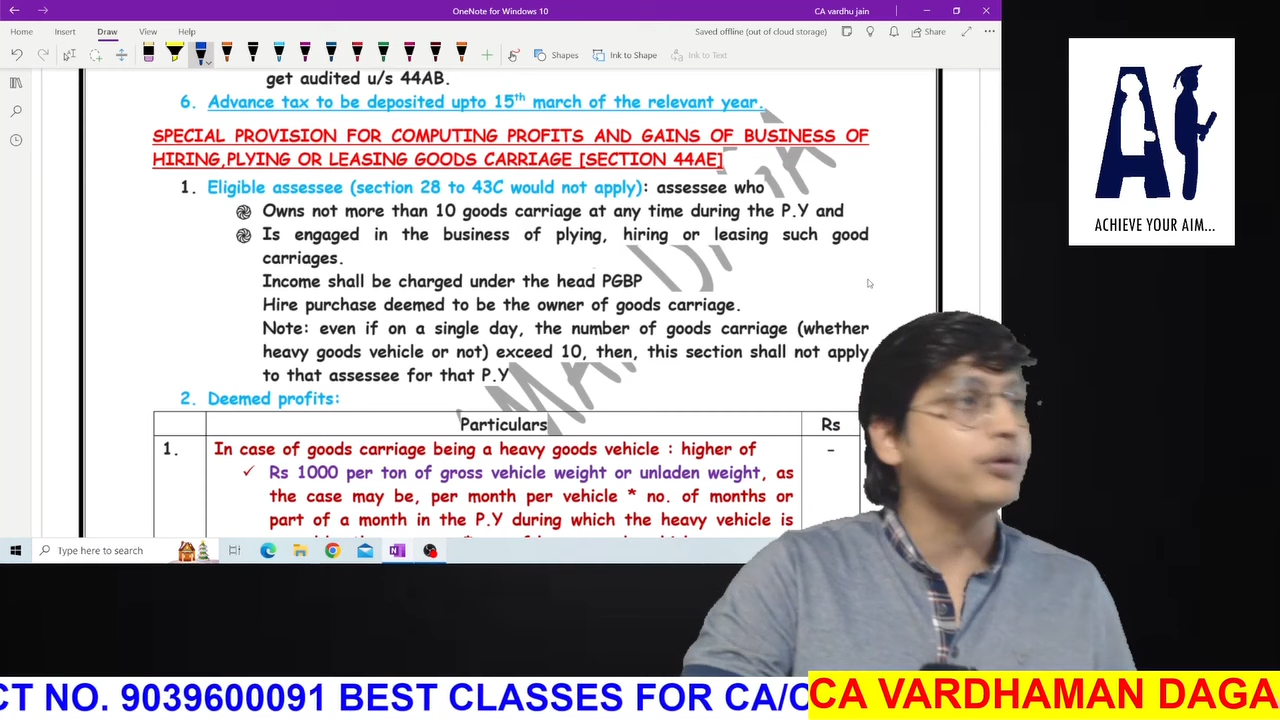 OneNote for Windows 10
CA vardhu jain
Home Insert Draw View Help
Saved offline (out of cloud storage)
Share
Shapes
Ink to Shape
Ink to Text
get audited u/s 44AB.
6. Advance tax to be deposited upto 15th march of the relevant year.
SPECIAL PROVISION FOR COMPUTING PROFITS AND GAINS OF BUSINESS OF
HIRING,PLYING OR LEASING GOODS CARRIAGE [SECTION 44AE]
1. Eligible assessee (section 28 to 43C would not apply): assessee who
Owns not more than 10 goods carriage at any time during the P.Y and
Is engaged in the business of plying, hiring or leasing such good
carriages.
Income shall be charged under the head PGBP
Hire purchase deemed to be the owner of goods carriage.
Note: even if on a single day, the number of goods carriage (whether
heavy goods vehicle or not) exceed 10, then, this section shall not apply
to that assessee for that P.Y
2. Deemed profits:
Particulars Rs
1. In case of goods carriage being a heavy goods vehicle : higher of -
✓ Rs 1000 per ton of gross vehicle weight or unladen weight, as
the case may be, per month per vehicle * no. of months or
part of a month in the P.Y during which the heavy vehicle is
Type here to search
AI
ACHIEVE YOUR AIM...
CT NO. 9039600091 BEST CLASSES FOR CA/C
CA VARDHAMAN DAGA